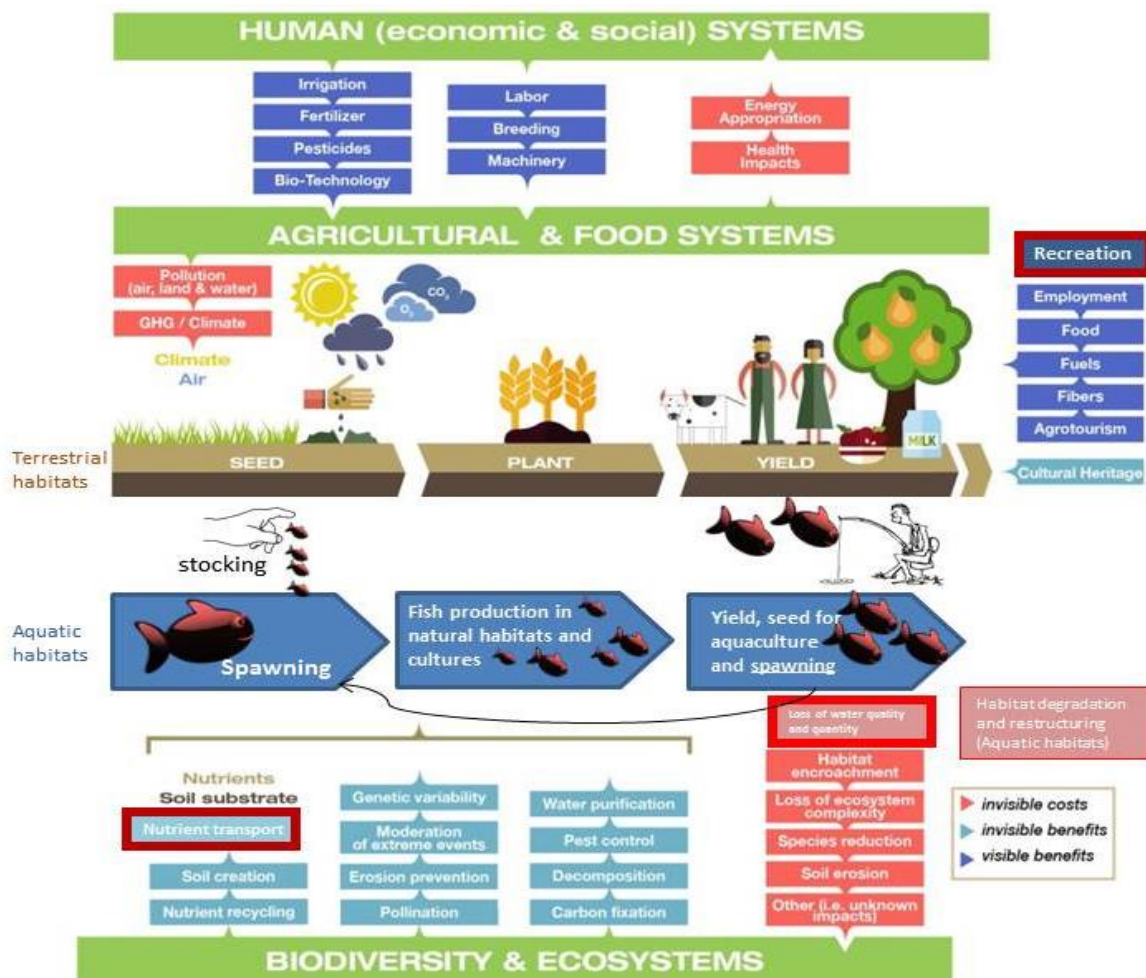 HUMAN (economic & social) SYSTEMS
Irrigation
Fertilizer
Pesticides
Bio-Technology
Labor
Breeding
Machinery
Energy
Appropriation
Health
Impacts
AGRICULTURAL & FOOD SYSTEMS
Pollution
(air, land & water)
GHG / Climate
Climate
Air
CO₂
O₂
Recreation
Employment
Food
Fuels
Fibers
Agrotourism
Cultural Heritage
MILK
Terrestrial
habitats
SEED
PLANT
YIELD
stocking
Aquatic
habitats
Spawning
Fish production in
natural habitats and
cultures
Yield, seed for
aquaculture
and spawning
Loss of water quality
and quantity
Habitat degradation
and restructuring
(Aquatic habitats)
Nutrients
Soil substrate
Nutrient transport
Soil creation
Nutrient recycling
Genetic variability
Moderation
of extreme events
Erosion prevention
Pollination
Water purification
Pest control
Decomposition
Carbon fixation
Habitat
encroachment
Loss of ecosystem
complexity
Species reduction
Soil erosion
Other (i.e. unknown
impacts)
invisible costs
invisible benefits
visible benefits
BIODIVERSITY & ECOSYSTEMS